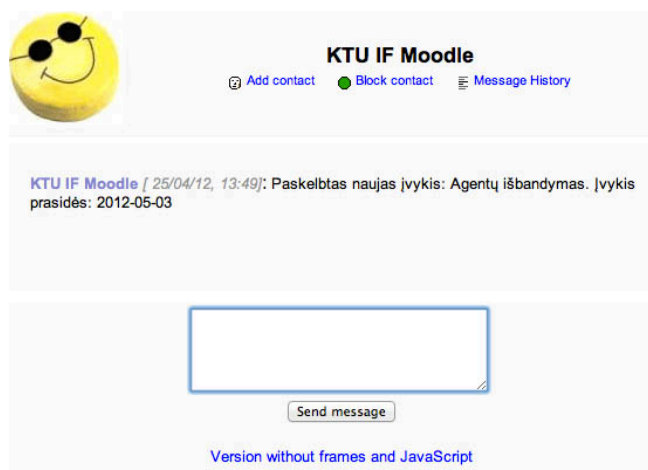 KTU IF Moodle
Add contact Block contact Message History
KTU IF Moodle [ 25/04/12, 13:49]: Paskelbtas naujas įvykis: Agentų išbandymas. Įvykis
prasidės: 2012-05-03
Send message
Version without frames and JavaScript